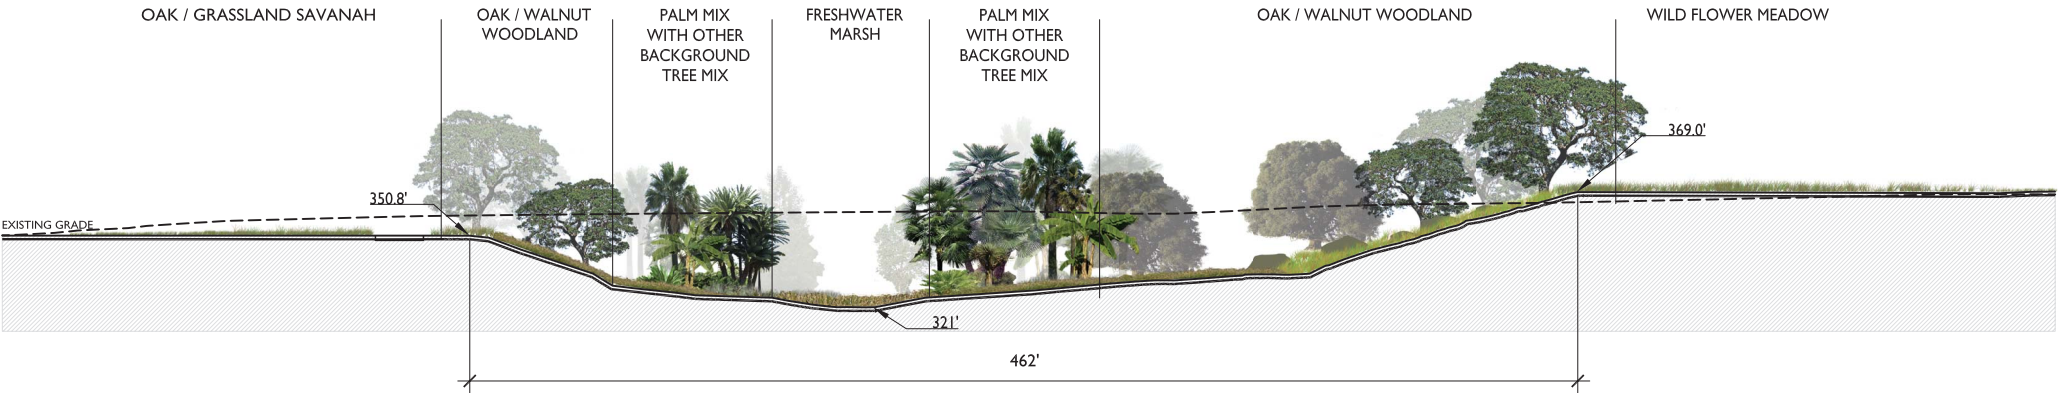 OAK / GRASSLAND SAVANAH
OAK / WALNUT
WOODLAND
PALM MIX
WITH OTHER
BACKGROUND
TREE MIX
FRESHWATER
MARSH
PALM MIX
WITH OTHER
BACKGROUND
TREE MIX
OAK / WALNUT WOODLAND
WILD FLOWER MEADOW
369.0'
350.8'
EXISTING GRADE
321'
462'